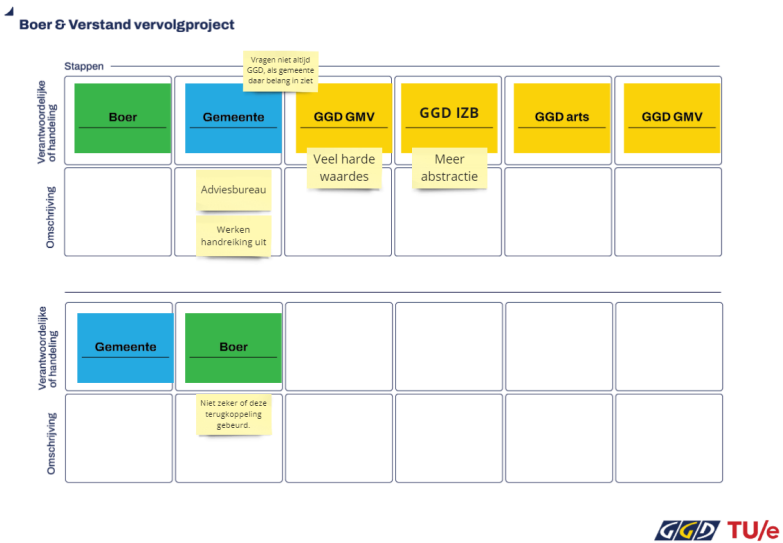 Boer & Verstand vervolgproject
Stappen
Vragen niet altijd
GGD, als gemeente
daar belang in ziet
Verantwoordelijke
of handeling
Boer
Gemeente
GGD GMV
GGD IZB
GGD arts
GGD GMV
Veel harde
waardes
Meer
abstractie
Omschrijving
Adviesbureau
Werken
handreiking uit
Verantwoordelijke
of handeling
Gemeente
Boer
Omschrijving
Niet zeker of deze
terugkoppeling
gebeurd.
GGD
TU/e